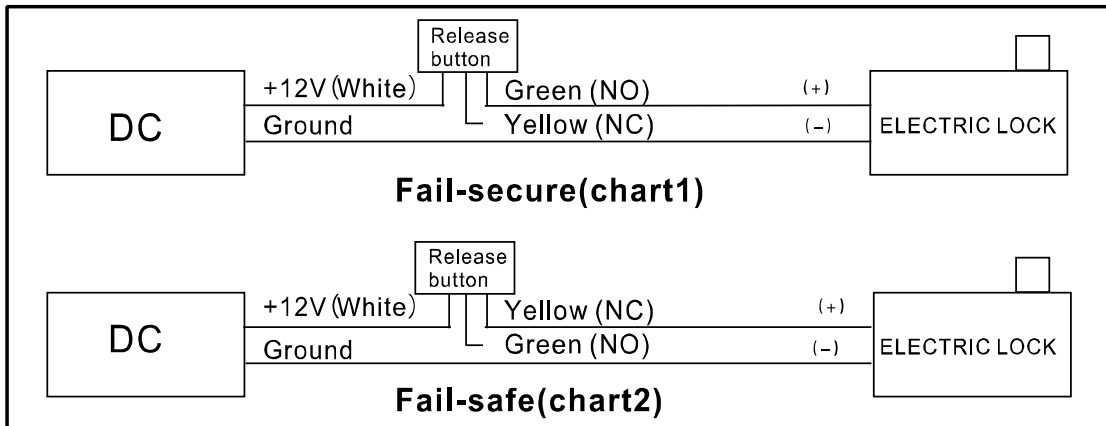 Release
button
+12V(White)
Green (NO)
(+)
DC
Ground
Yellow (NC)
(-)
ELECTRIC LOCK
Fail-secure(chart1)
Release
button
+12V(White)
Yellow (NC)
(+)
DC
Ground
Green (NO)
(-)
ELECTRIC LOCK
Fail-safe(chart2)